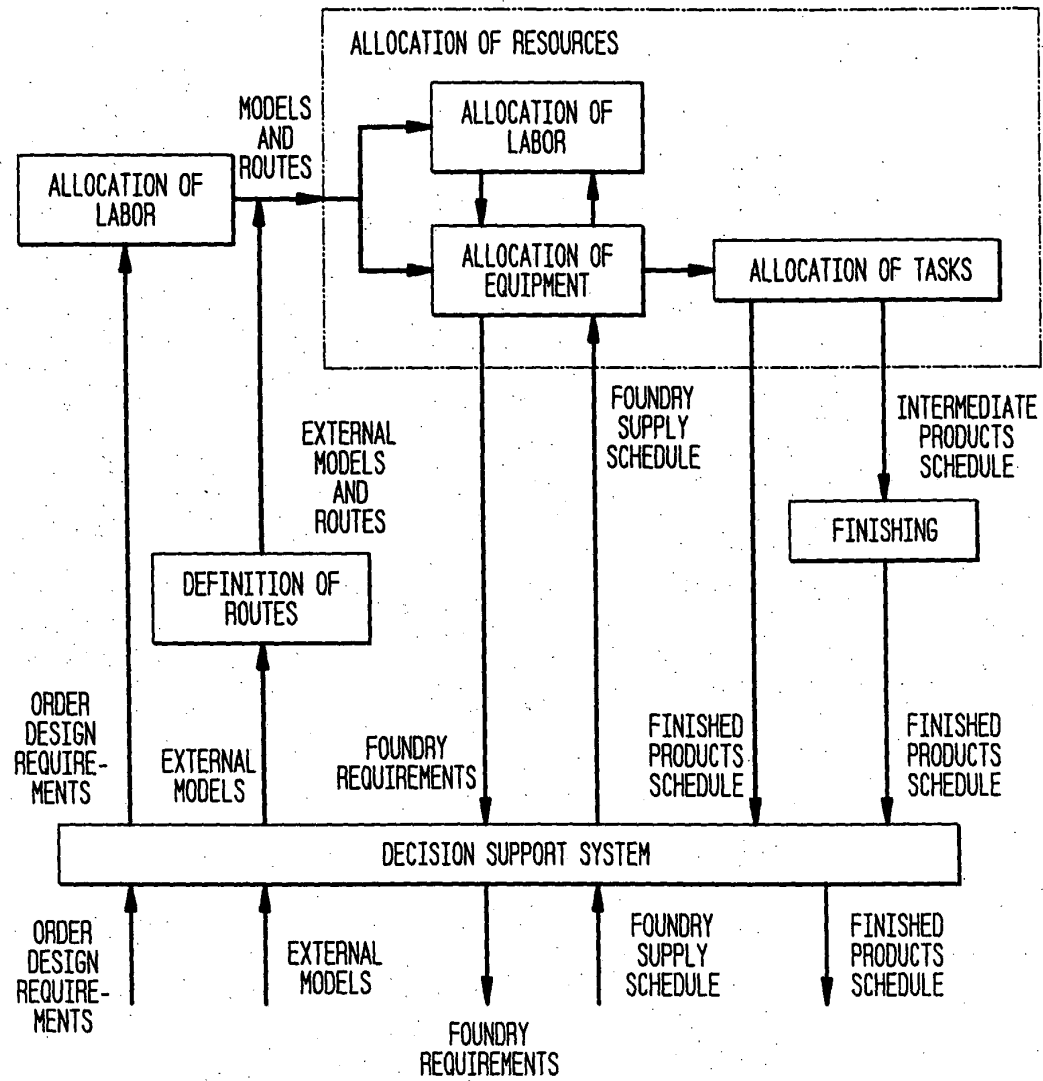 ALLOCATION OF RESOURCES
MODELS
AND
ROUTES
ALLOCATION OF
LABOR
ALLOCATION OF
LABOR
ALLOCATION OF
EQUIPMENT
ALLOCATION OF TASKS
FOUNDRY
SUPPLY
SCHEDULE
INTERMEDIATE
PRODUCTS
SCHEDULE
EXTERNAL
MODELS
AND
ROUTES
FINISHING
DEFINITION OF
ROUTES
ORDER
DESIGN
REQUIRE-
MENTS
EXTERNAL
MODELS
FOUNDRY
REQUIREMENTS
FINISHED
PRODUCTS
SCHEDULE
FINISHED
PRODUCTS
SCHEDULE
DECISION SUPPORT SYSTEM
ORDER
DESIGN
REQUIRE-
MENTS
EXTERNAL
MODELS
FOUNDRY
REQUIREMENTS
FOUNDRY
SUPPLY
SCHEDULE
FINISHED
PRODUCTS
SCHEDULE